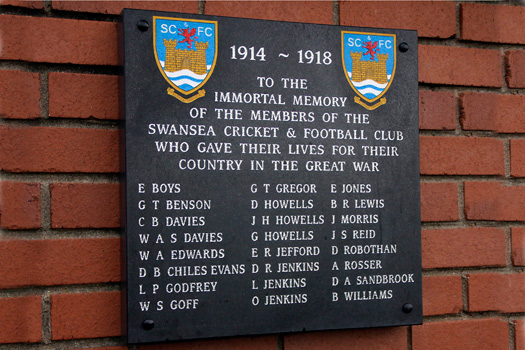 SC & FC
SC & FC
1914 ~ 1918
TO THE
IMMORTAL MEMORY
OF THE MEMBERS OF THE
SWANSEA CRICKET & FOOTBALL CLUB
WHO GAVE THEIR LIVES FOR THEIR
COUNTRY IN THE GREAT WAR
E BOYS
G T BENSON
C B DAVIES
W A S DAVIES
W A EDWARDS
D B CHILES EVANS
L P GODFREY
W S GOFF
G T GREGOR
D HOWELLS
J H HOWELLS
G HOWELLS
E R JEFFORD
D R JENKINS
L JENKINS
O JENKINS
E JONES
B R LEWIS
J MORRIS
J S REID
D ROBOTHAN
A ROSSER
D A SANDBROOK
B WILLIAMS